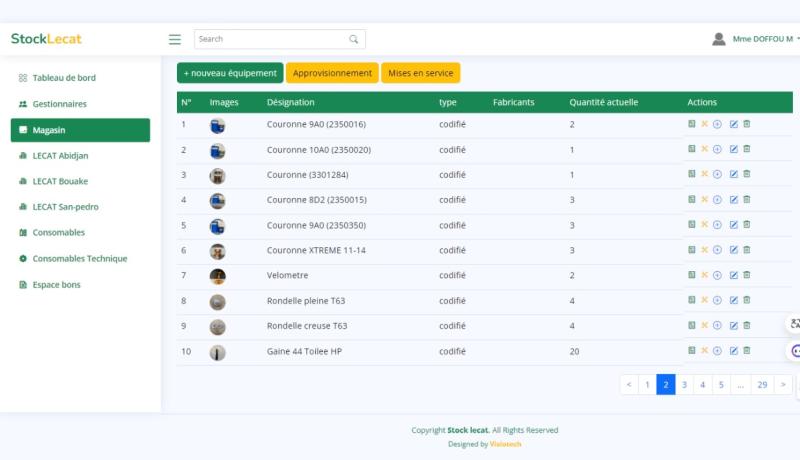 StockLecat
Search
Mme DOFFOU M
Tableau de bord
Gestionnaires
Magasin
LECAT Abidjan
LECAT Bouake
LECAT San-pedro
Consomables
Consomables Technique
Espace bons
+ nouveau équipement Approvisionnement Mises en service
N° Images Désignation type Fabricants Quantité actuelle Actions
1 Couronne 9A0 (2350016) codifié 2
2 Couronne 10A0 (2350020) codifié 1
3 Couronne (3301284) codifié 1
4 Couronne 8D2 (2350015) codifié 3
5 Couronne 9A0 (2350350) codifié 3
6 Couronne XTREME 11-14 codifié 3
7 Velometre codifié 2
8 Rondelle pleine T63 codifié 4
9 Rondelle creuse T63 codifié 4
10 Gaine 44 Toilee HP codifié 20
< 1 2 3 4 5 ... 29 >
Copyright Stock lecat. All Rights Reserved
Designed by Visiotech